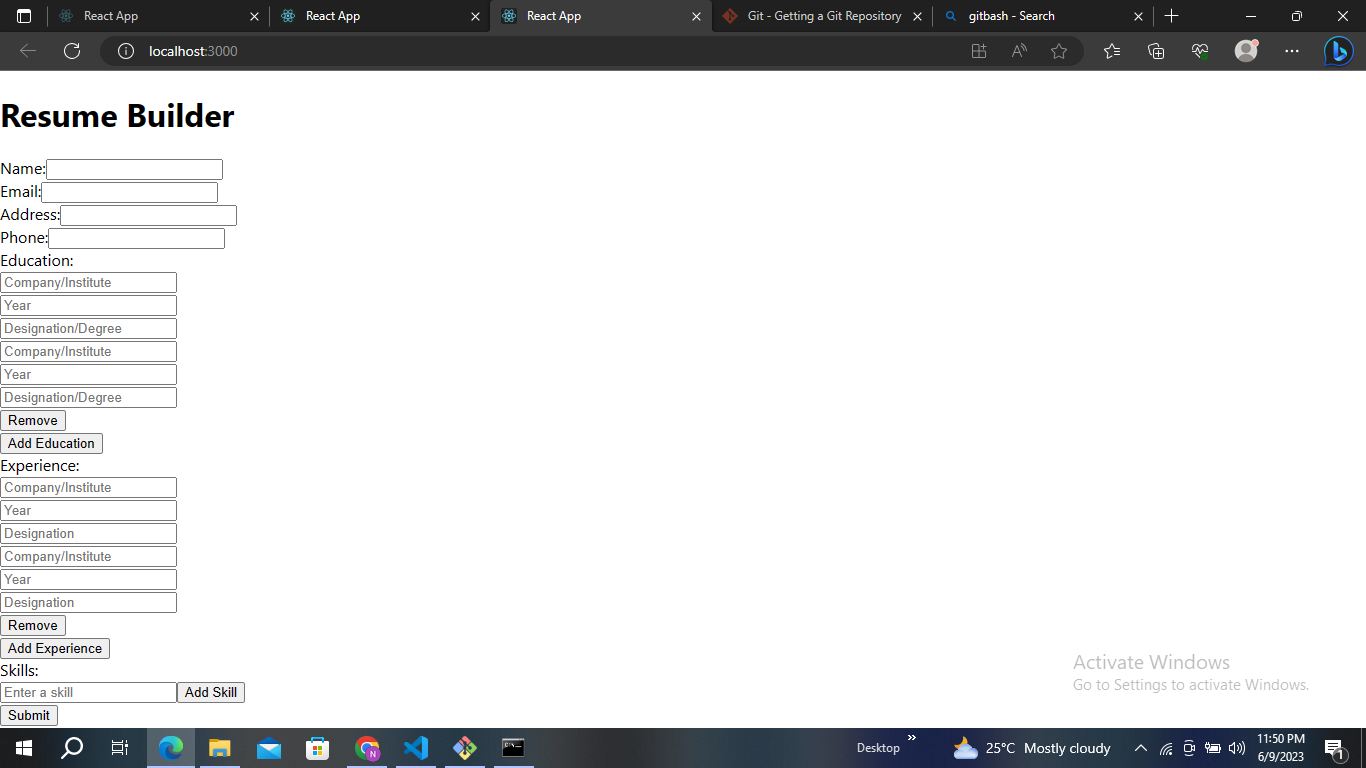 React App
React App
React App
Git - Getting a Git Repository
gitbash - Search
localhost:3000
Resume Builder
Name:
Email:
Address:
Phone:
Education:
Company/Institute
Year
Designation/Degree
Company/Institute
Year
Designation/Degree
Remove
Add Education
Experience:
Company/Institute
Year
Designation
Company/Institute
Year
Designation
Remove
Add Experience
Skills:
Enter a skill Add Skill
Submit
Activate Windows
Go to Settings to activate Windows.
Desktop
25°C Mostly cloudy
11:50 PM
6/9/2023
1
N